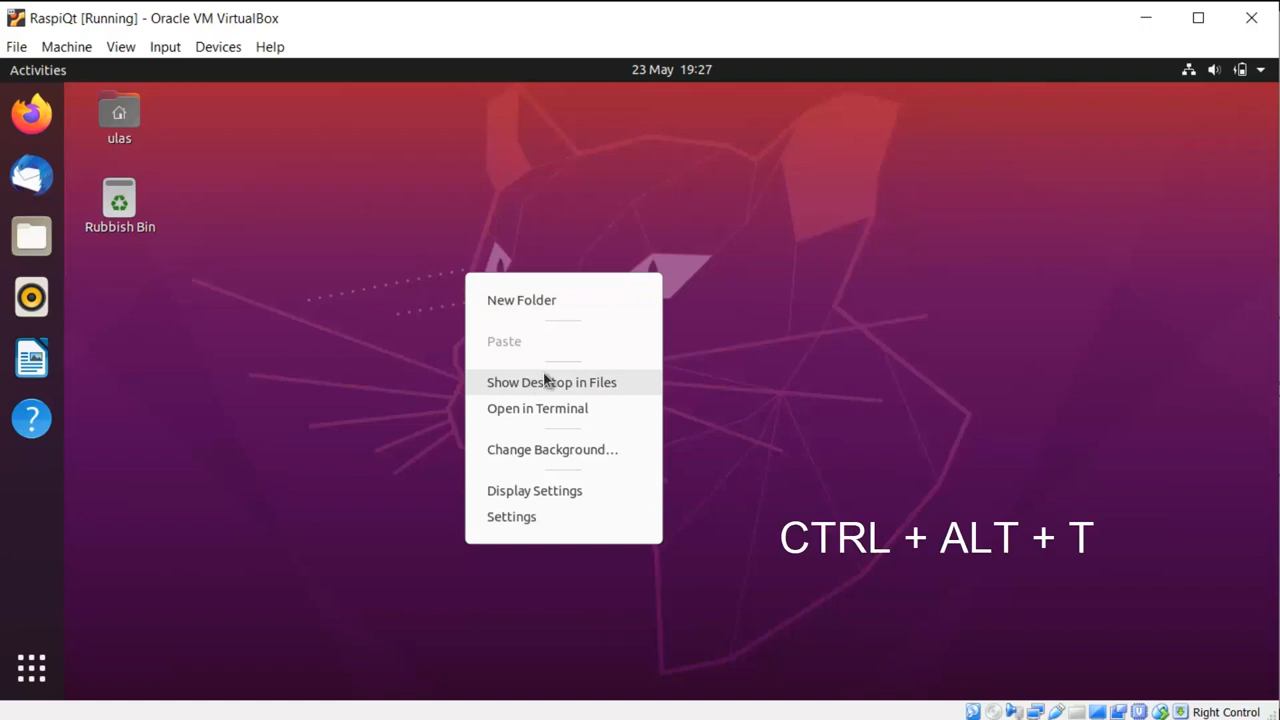 RaspiQt [Running] - Oracle VM VirtualBox
File Machine View Input Devices Help
Activities 23 May 19:27
ulas
Rubbish Bin
New Folder
Paste
Show Desktop in Files
Open in Terminal
Change Background...
Display Settings
Settings
CTRL + ALT + T
Right Control